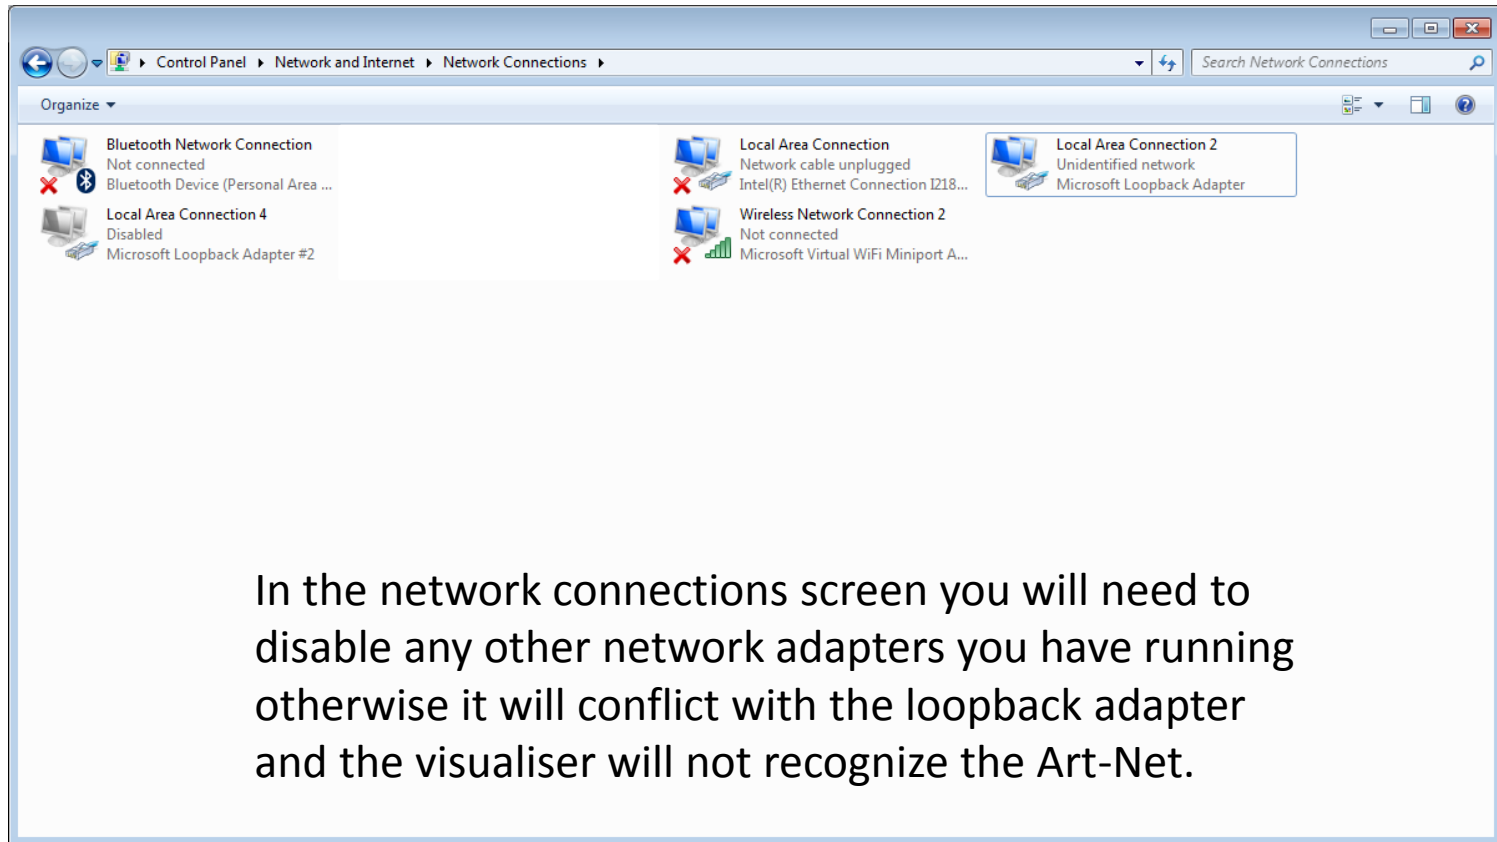 Control Panel Network and Internet Network Connections
Search Network Connections
Organize
Bluetooth Network Connection
Not connected
Bluetooth Device (Personal Area ...
Local Area Connection
Network cable unplugged
Intel(R) Ethernet Connection I218...
Local Area Connection 2
Unidentified network
Microsoft Loopback Adapter
Local Area Connection 4
Disabled
Microsoft Loopback Adapter #2
Wireless Network Connection 2
Not connected
Microsoft Virtual WiFi Miniport A...
In the network connections screen you will need to
disable any other network adapters you have running
otherwise it will conflict with the loopback adapter
and the visualiser will not recognize the Art-Net.